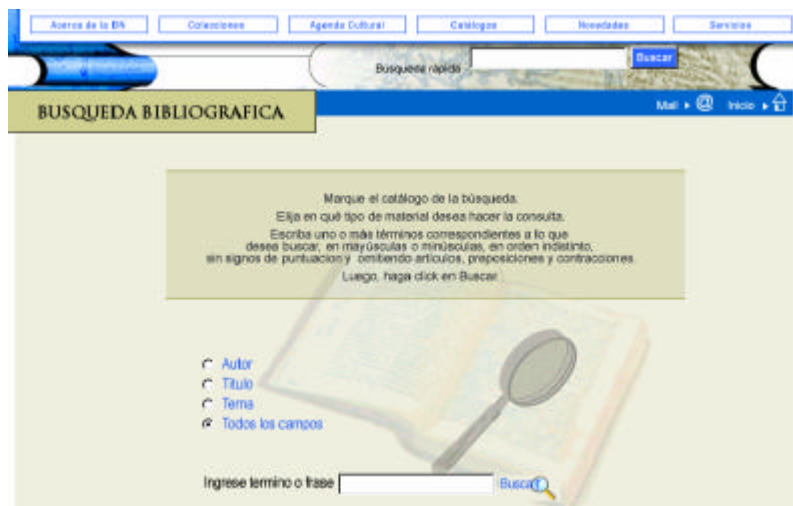 Acerca de la BN
Colecciones
Agenda Cultural
Catálogos
Novedades
Servicios
Busqueda rápida
Buscar
BUSQUEDA BIBLIOGRAFICA
Mail
@
Inicio
Marque el catálogo de la búsqueda.
Elija en qué tipo de material desea hacer la consulta.
Escriba uno o más términos correspondientes a lo que
desea buscar, en mayúsculas o minúsculas, en orden indistinto,
sin signos de puntuacion y omitiendo artículos, preposiciones y contracciones.
Luego, haga click en Buscar.
Autor
Titulo
Tema
Todos los campos
Ingrese termino o frase
Buscar